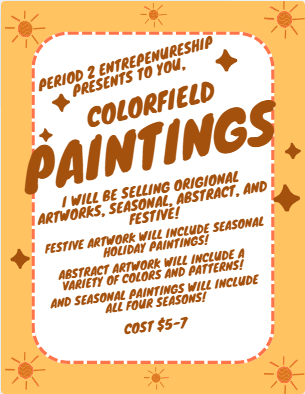 PERIOD 2 ENTREPENURESHIP
PRESENTS TO YOU,
COLORFIELD
PAINTINGS
I WILL BE SELLING ORIGIONAL
ARTWORKS, SEASONAL, ABSTRACT, AND
FESTIVE!
FESTIVE ARTWORK WILL INCLUDE SEASONAL
HOLIDAY PAINTINGS!
ABSTRACT ARTWORK WILL INCLUDE A
VARIETY OF COLORS AND PATTERNS!
AND SEASONAL PAINTINGS WILL INCLUDE
ALL FOUR SEASONS!
COST $5-7